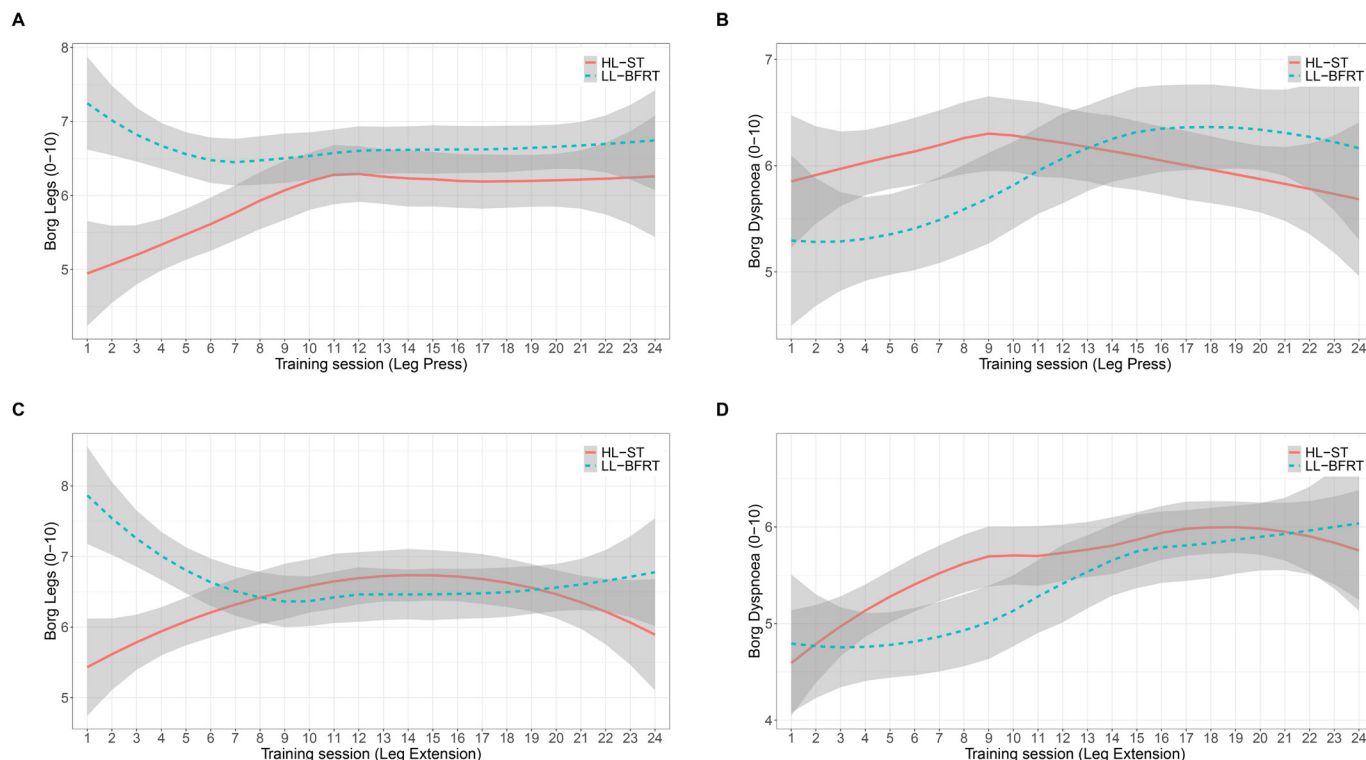 A
Borg Legs (0−10)
8
7
6
5
HL−ST
LL−BFRT
1 2 3 4 5 6 7 8 9 10 11 12 13 14 15 16 17 18 19 20 21 22 23 24
Training session (Leg Press)
B
Borg Dyspnoea (0−10)
7
6
5
HL−ST
LL−BFRT
1 2 3 4 5 6 7 8 9 10 11 12 13 14 15 16 17 18 19 20 21 22 23 24
Training session (Leg Press)
C
Borg Legs (0−10)
8
7
6
5
HL−ST
LL−BFRT
1 2 3 4 5 6 7 8 9 10 11 12 13 14 15 16 17 18 19 20 21 22 23 24
Training session (Leg Extension)
D
Borg Dyspnoea (0−10)
6
5
4
HL−ST
LL−BFRT
1 2 3 4 5 6 7 8 9 10 11 12 13 14 15 16 17 18 19 20 21 22 23 24
Training session (Leg Extension)